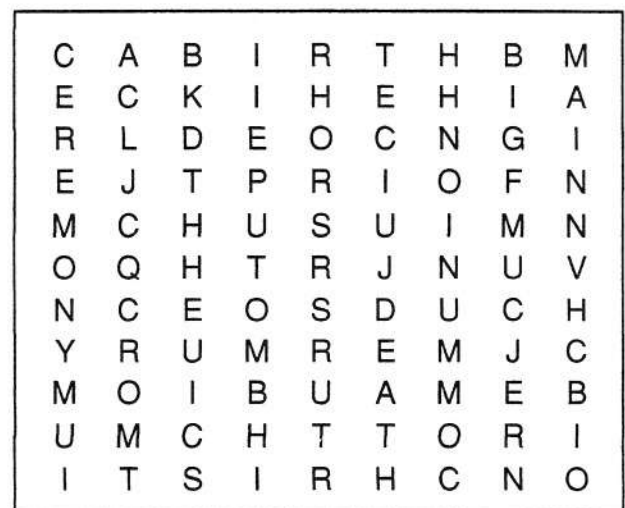 C A B I R T H B M
E C K I H E H I A
R L D E O C N G I
E J T P R I O F N
M C H U S U I M N
O Q H T R J N U V
N C E O S D U C H
Y R U M R E M J C
M O I B U A M E B
U M C H T T O R I
I T S I R H C N O